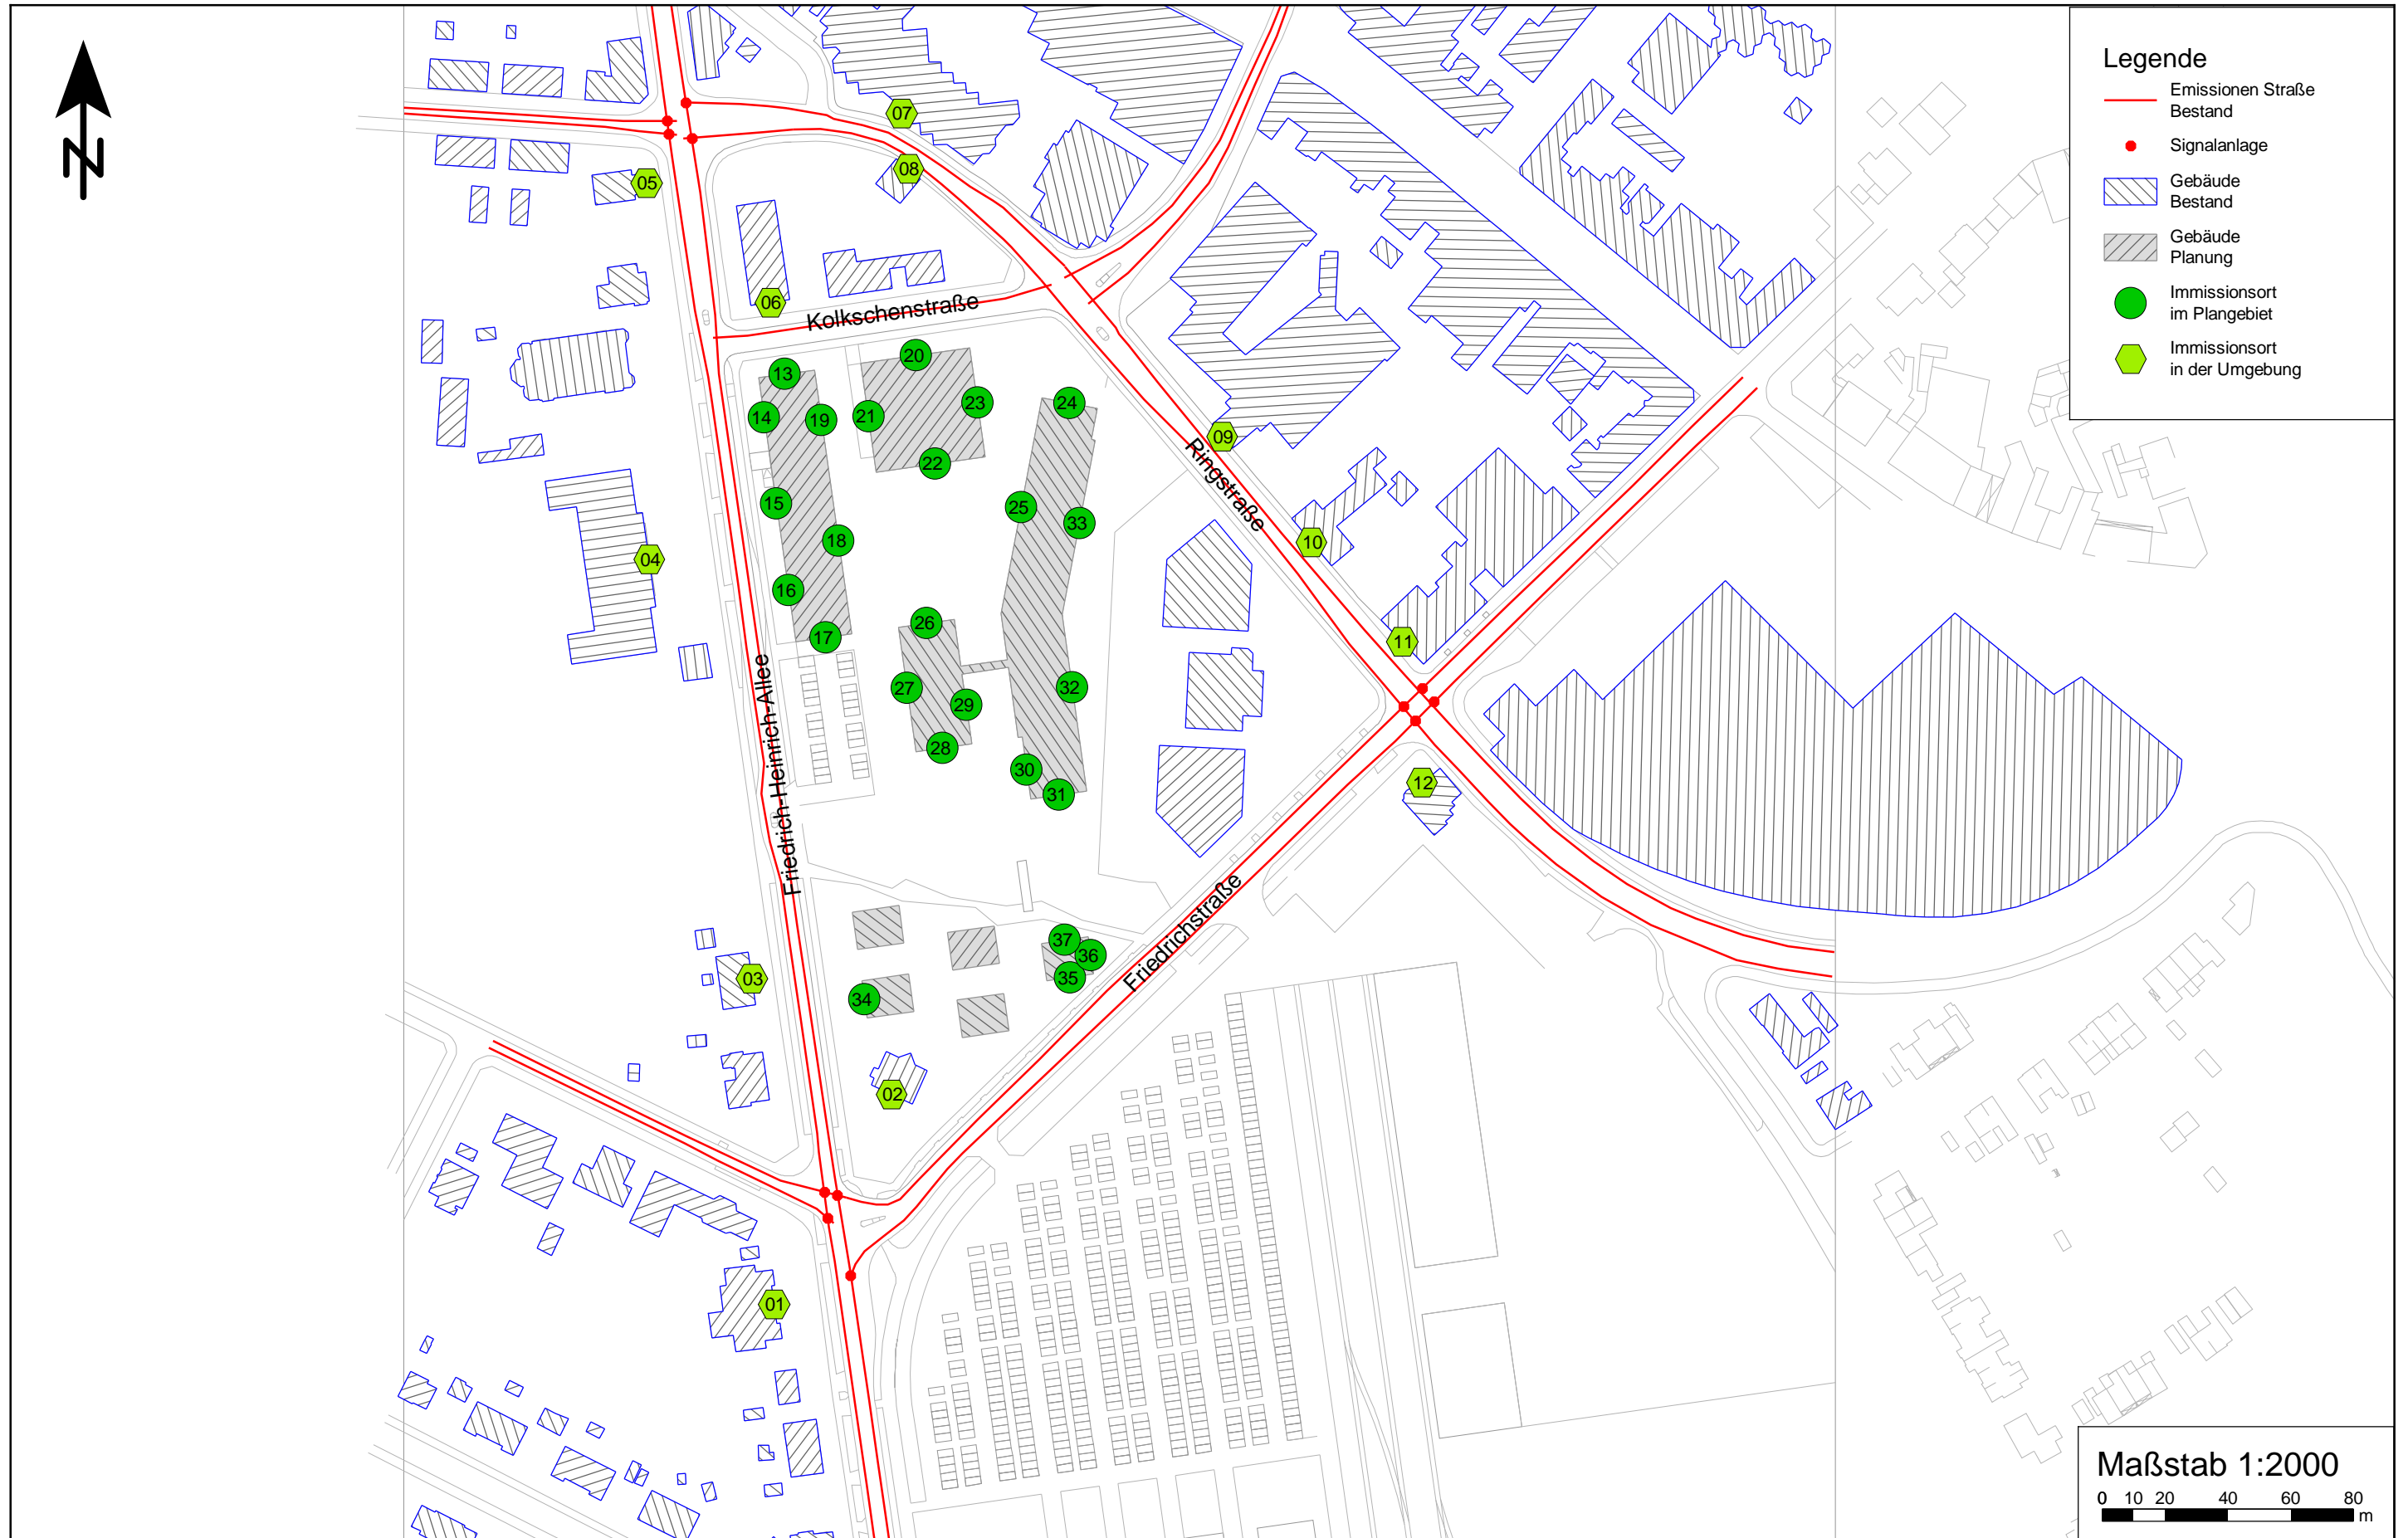 N
Legende
Emissionen Straße
Bestand
Signalanlage
Gebäude
Bestand
Gebäude
Planung
Immissionsort
im Plangebiet
Immissionsort
in der Umgebung
07
08
05
06
Kolkschenstraße
20
13
23
24
14
21
19
09
22
Ringstraße
15
25
33
18
10
04
16
26
17
11
Friedrich-Heinrich-Allee
27
32
29
28
30
12
31
Friedrichstraße
37
36
03
35
34
02
01
Maßstab 1:2000
0 10 20 40 60 80
m